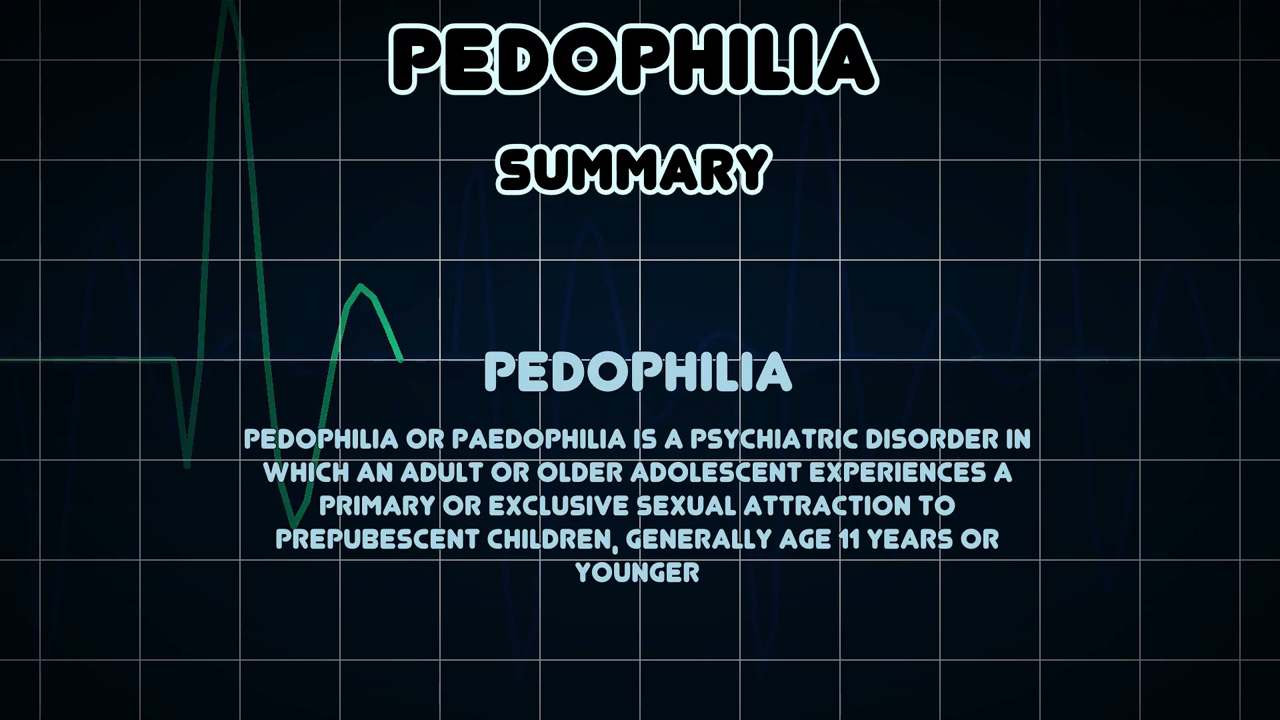 PEDOPHILIA
SUMMARY
PEDOPHILIA
PEDOPHILIA OR PAEDOPHILIA IS A PSYCHIATRIC DISORDER IN
WHICH AN ADULT OR OLDER ADOLESCENT EXPERIENCES A
PRIMARY OR EXCLUSIVE SEXUAL ATTRACTION TO
PREPUBESCENT CHILDREN, GENERALLY AGE 11 YEARS OR
YOUNGER